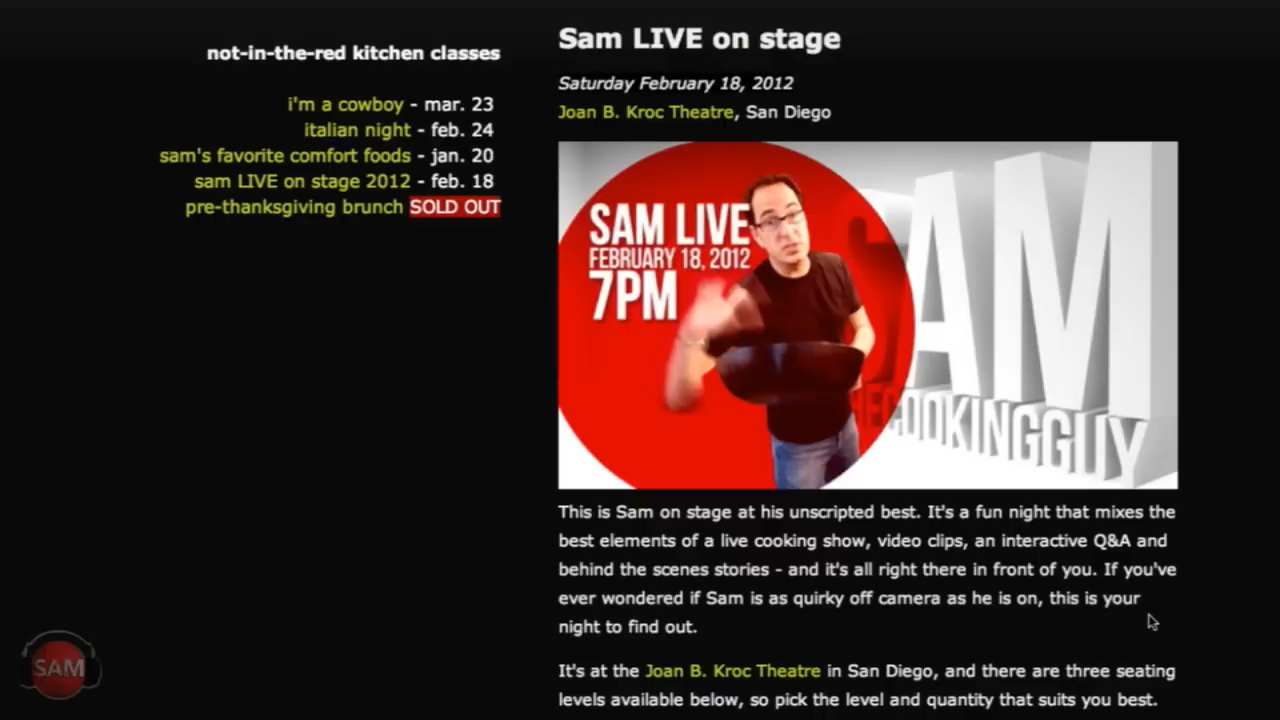 not-in-the-red kitchen classes
i'm a cowboy - mar. 23
italian night - feb. 24
sam's favorite comfort foods - jan. 20
sam LIVE on stage 2012 - feb. 18
pre-thanksgiving brunch SOLD OUT
Sam LIVE on stage
Saturday February 18, 2012
Joan B. Kroc Theatre, San Diego
SAM LIVE
FEBRUARY 18, 2012
7PM
SAM
THECOOKINGGUY
This is Sam on stage at his unscripted best. It's a fun night that mixes the
best elements of a live cooking show, video clips, an interactive Q&A and
behind the scenes stories - and it's all right there in front of you. If you've
ever wondered if Sam is as quirky off camera as he is on, this is your
night to find out.
It's at the Joan B. Kroc Theatre in San Diego, and there are three seating
levels available below, so pick the level and quantity that suits you best.
SAM